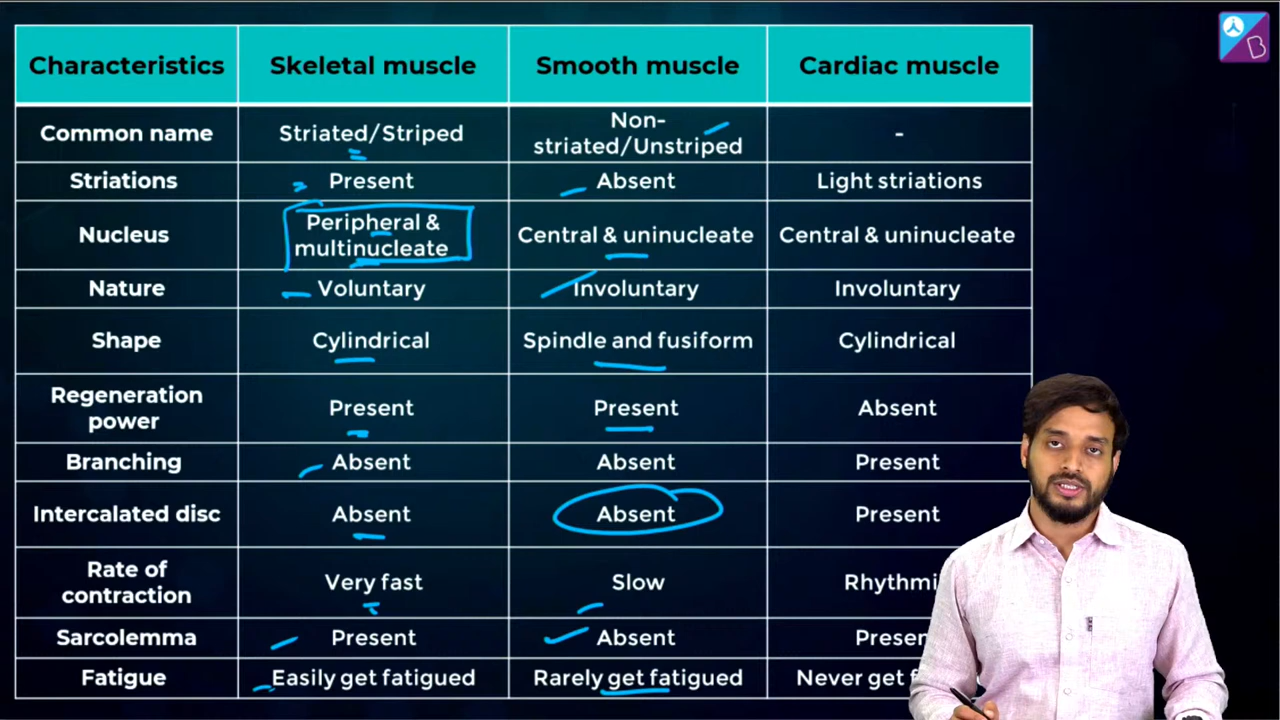 Characteristics Skeletal muscle Smooth muscle Cardiac muscle
Common name Striated/Striped Non-
striated/Unstriped -
Striations Present Absent Light striations
Nucleus Peripheral &
multinucleate Central & uninucleate Central & uninucleate
Nature Voluntary Involuntary Involuntary
Shape Cylindrical Spindle and fusiform Cylindrical
Regeneration
power Present Present Absent
Branching Absent Absent Present
Intercalated disc Absent Absent Present
Rate of
contraction Very fast Slow
Sarcolemma Present Absent
Fatigue Easily get fatigued Rarely get fatigued Never get
B